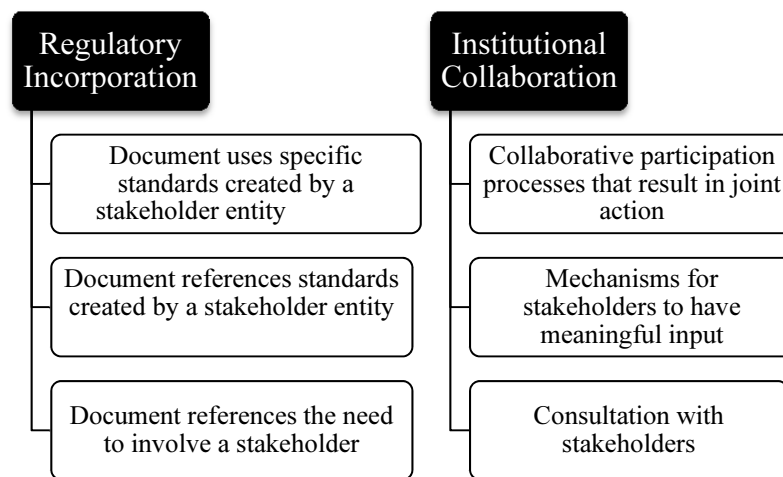 Regulatory
Incorporation
Document uses specific
standards created by a
stakeholder entity
Document references standards
created by a stakeholder entity
Document references the need
to involve a stakeholder
Institutional
Collaboration
Collaborative participation
processes that result in joint
action
Mechanisms for
stakeholders to have
meaningful input
Consultation with
stakeholders